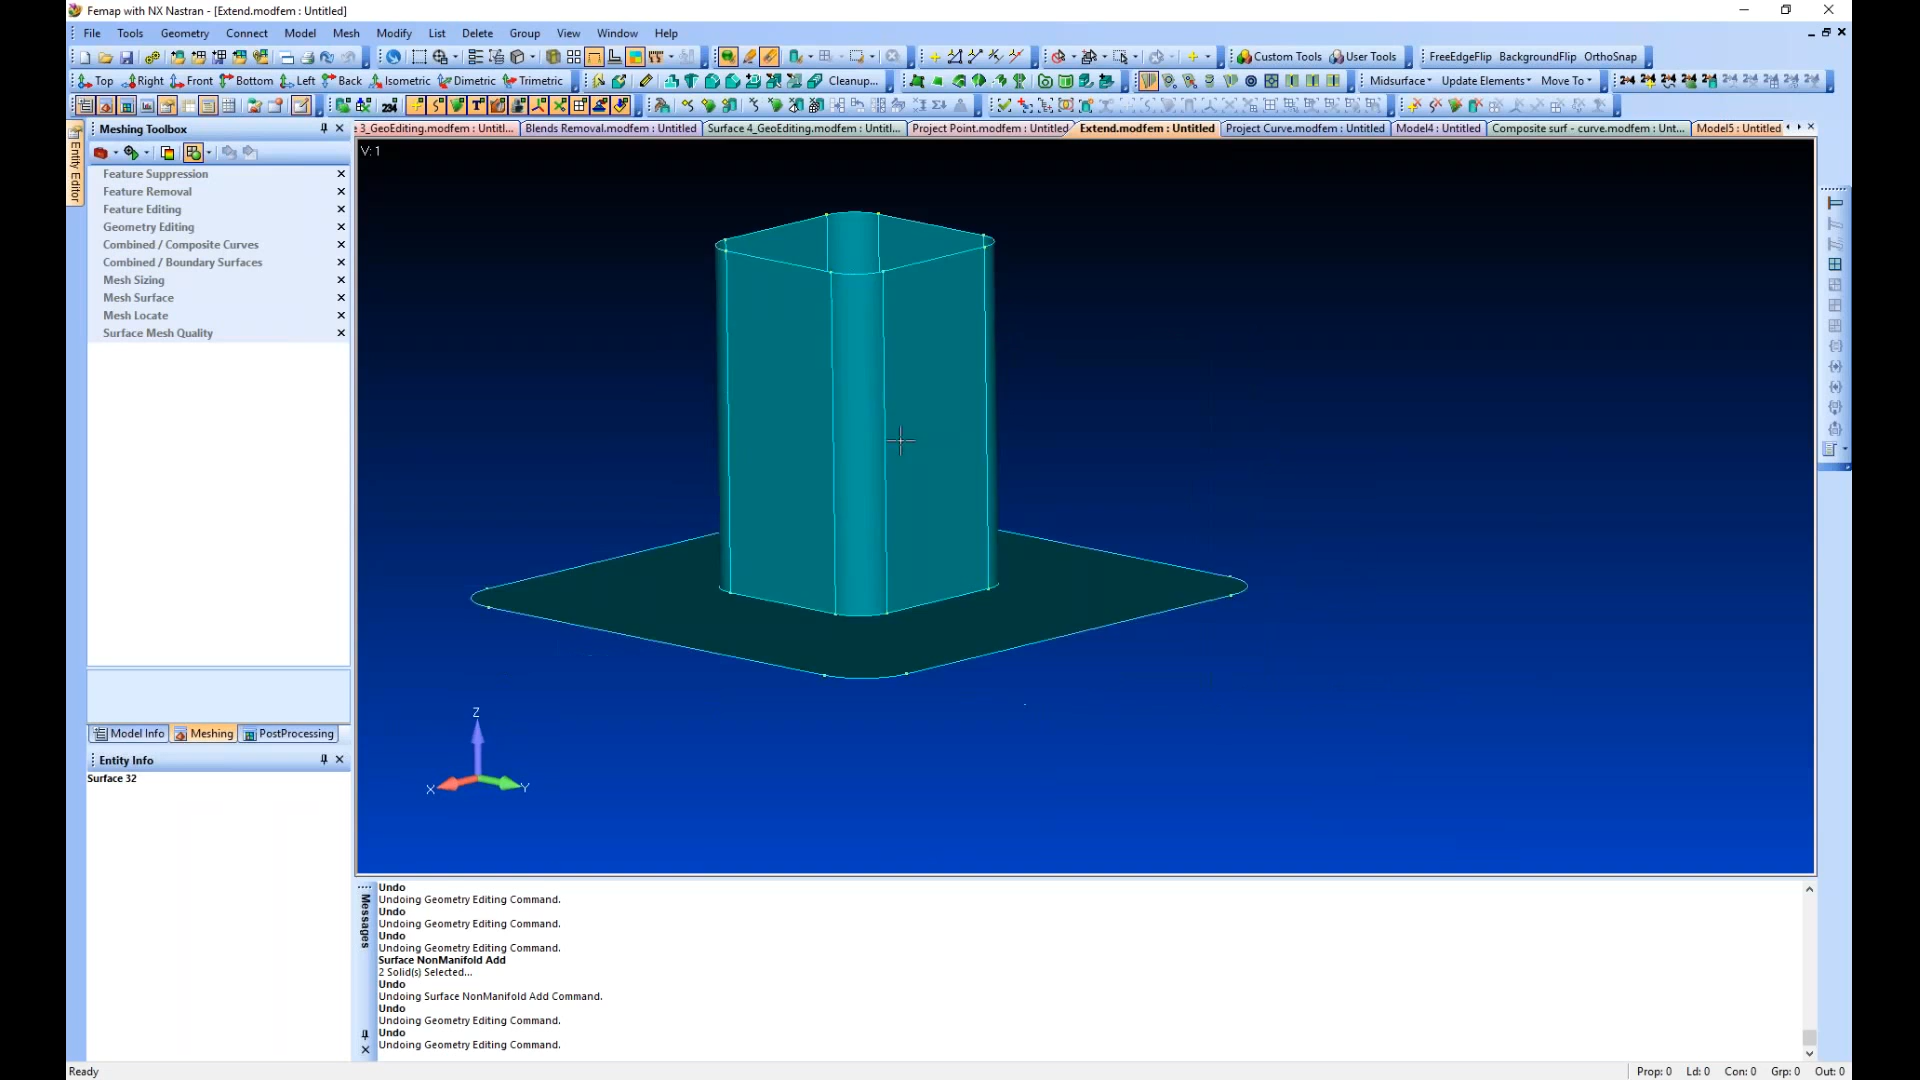 Femap with NX Nastran - [Extend.modfem : Untitled]
File Tools Geometry Connect Model Mesh Modify List Delete Group View Window Help
Custom Tools User Tools FreeEdgeFlip BackgroundFlip OrthoSnap
Top Right Front Bottom Left Back Isometric Dimetric Trimetric Cleanup... Midsurface Update Elements Move To
234
Meshing Toolbox
3_GeoEditing.modfem : Untitl... Blends Removal.modfem : Untitled Surface 4_GeoEditing.modfem : Untitl... Project Point.modfem : Untitled Extend.modfem : Untitled Project Curve.modfem : Untitled Model4 : Untitled Composite surf - curve.modfem : Unt... Model5 : Untitled
Entity Editor
V: 1
Feature Suppression
Feature Removal
Feature Editing
Geometry Editing
Combined / Composite Curves
Combined / Boundary Surfaces
Mesh Sizing
Mesh Surface
Mesh Locate
Surface Mesh Quality
Z
X
Y
Model Info Meshing PostProcessing
Entity Info
Surface 32
Messages
Undo
Undoing Geometry Editing Command.
Undo
Undoing Geometry Editing Command.
Undo
Undoing Geometry Editing Command.
Surface NonManifold Add
2 Solid(s) Selected...
Undo
Undoing Surface NonManifold Add Command.
Undo
Undoing Geometry Editing Command.
Undo
Undoing Geometry Editing Command.
Ready
Prop: 0 Ld: 0 Con: 0 Grp: 0 Out: 0